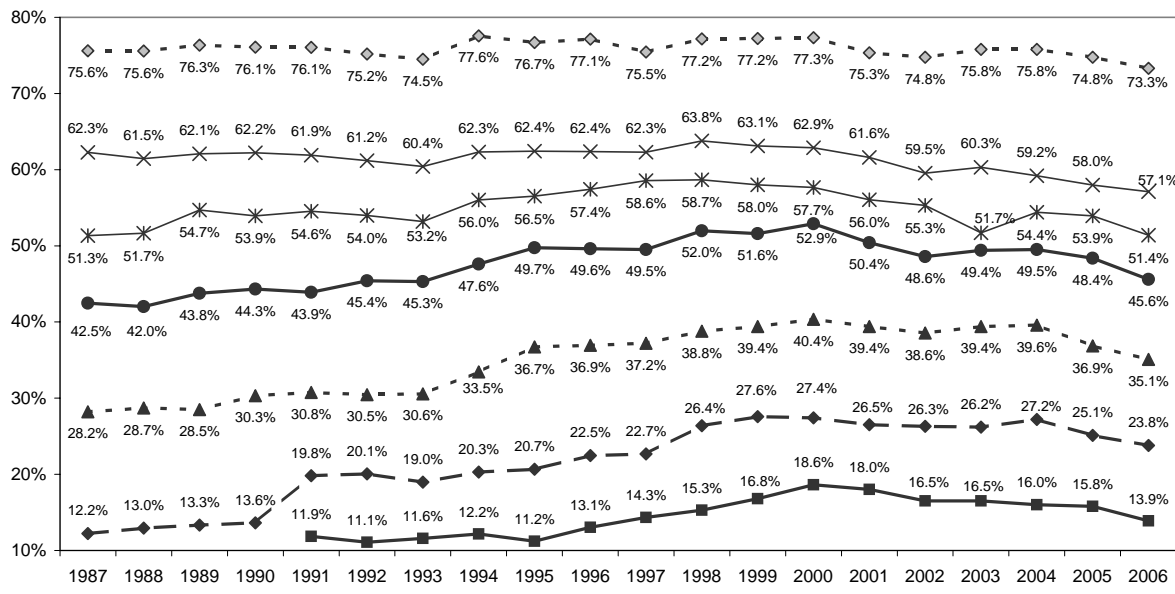 80%
75.6% 75.6% 76.3% 76.1% 76.1% 75.2% 74.5% 77.6% 76.7% 77.1% 75.5% 77.2% 77.2% 77.3% 75.3% 74.8% 75.8% 75.8% 74.8% 73.3%
70%
62.3% 61.5% 62.1% 62.2% 61.9% 61.2% 60.4% 62.3% 62.4% 62.4% 62.3% 63.8% 63.1% 62.9% 61.6% 59.5% 60.3% 59.2% 58.0% 57.1%
60%
51.3% 51.7% 54.7% 53.9% 54.6% 54.0% 53.2% 56.0% 56.5% 57.4% 58.6% 58.7% 58.0% 57.7% 56.0% 55.3% 51.7% 54.4% 53.9% 51.4%
50%
42.5% 42.0% 43.8% 44.3% 43.9% 45.4% 45.3% 47.6% 49.7% 49.6% 49.5% 52.0% 51.6% 52.9% 50.4% 48.6% 49.4% 49.5% 48.4% 45.6%
40%
28.2% 28.7% 28.5% 30.3% 30.8% 30.5% 30.6% 33.5% 36.7% 36.9% 37.2% 38.8% 39.4% 40.4% 39.4% 38.6% 39.4% 39.6% 36.9% 35.1%
30%
12.2% 13.0% 13.3% 13.6% 19.8% 20.1% 19.0% 20.3% 20.7% 22.5% 22.7% 26.4% 27.6% 27.4% 26.5% 26.3% 26.2% 27.2% 25.1% 23.8%
20%
11.9% 11.1% 11.6% 12.2% 11.2% 13.1% 14.3% 15.3% 16.8% 18.6% 18.0% 16.5% 16.5% 16.0% 15.8% 13.9%
10%
1987 1988 1989 1990 1991 1992 1993 1994 1995 1996 1997 1998 1999 2000 2001 2002 2003 2004 2005 2006